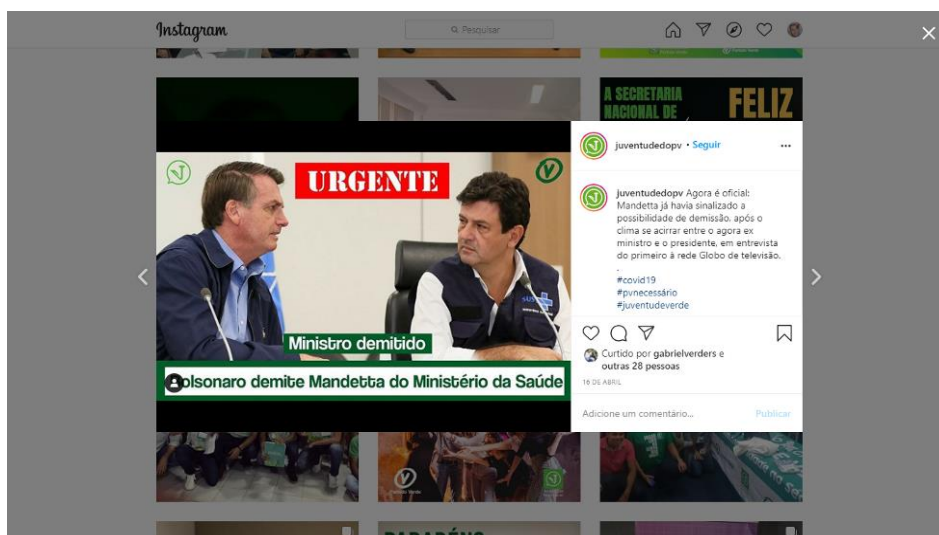 Instagram
Pesquisar
A SECRETARIA
NACIONAL DE
FELIZ
URGENTE
SUS
Ministro demitido
olsonaro demite Mandetta do Ministério da Saúde
juventudedopv • Seguir
juventudedopv Agora é oficial:
Mandetta já havia sinalizado a
possibilidade de demissão, após o
clima se acirrar entre o agora ex
ministro e o presidente, em entrevista
do primeiro à rede Globo de televisão.
.
#covid19
#pvnecessário
#juventudeverde
Curtido por gabrielverders e
outras 28 pessoas
16 DE ABRIL
Adicione um comentário...
Publicar
PARABÉNS